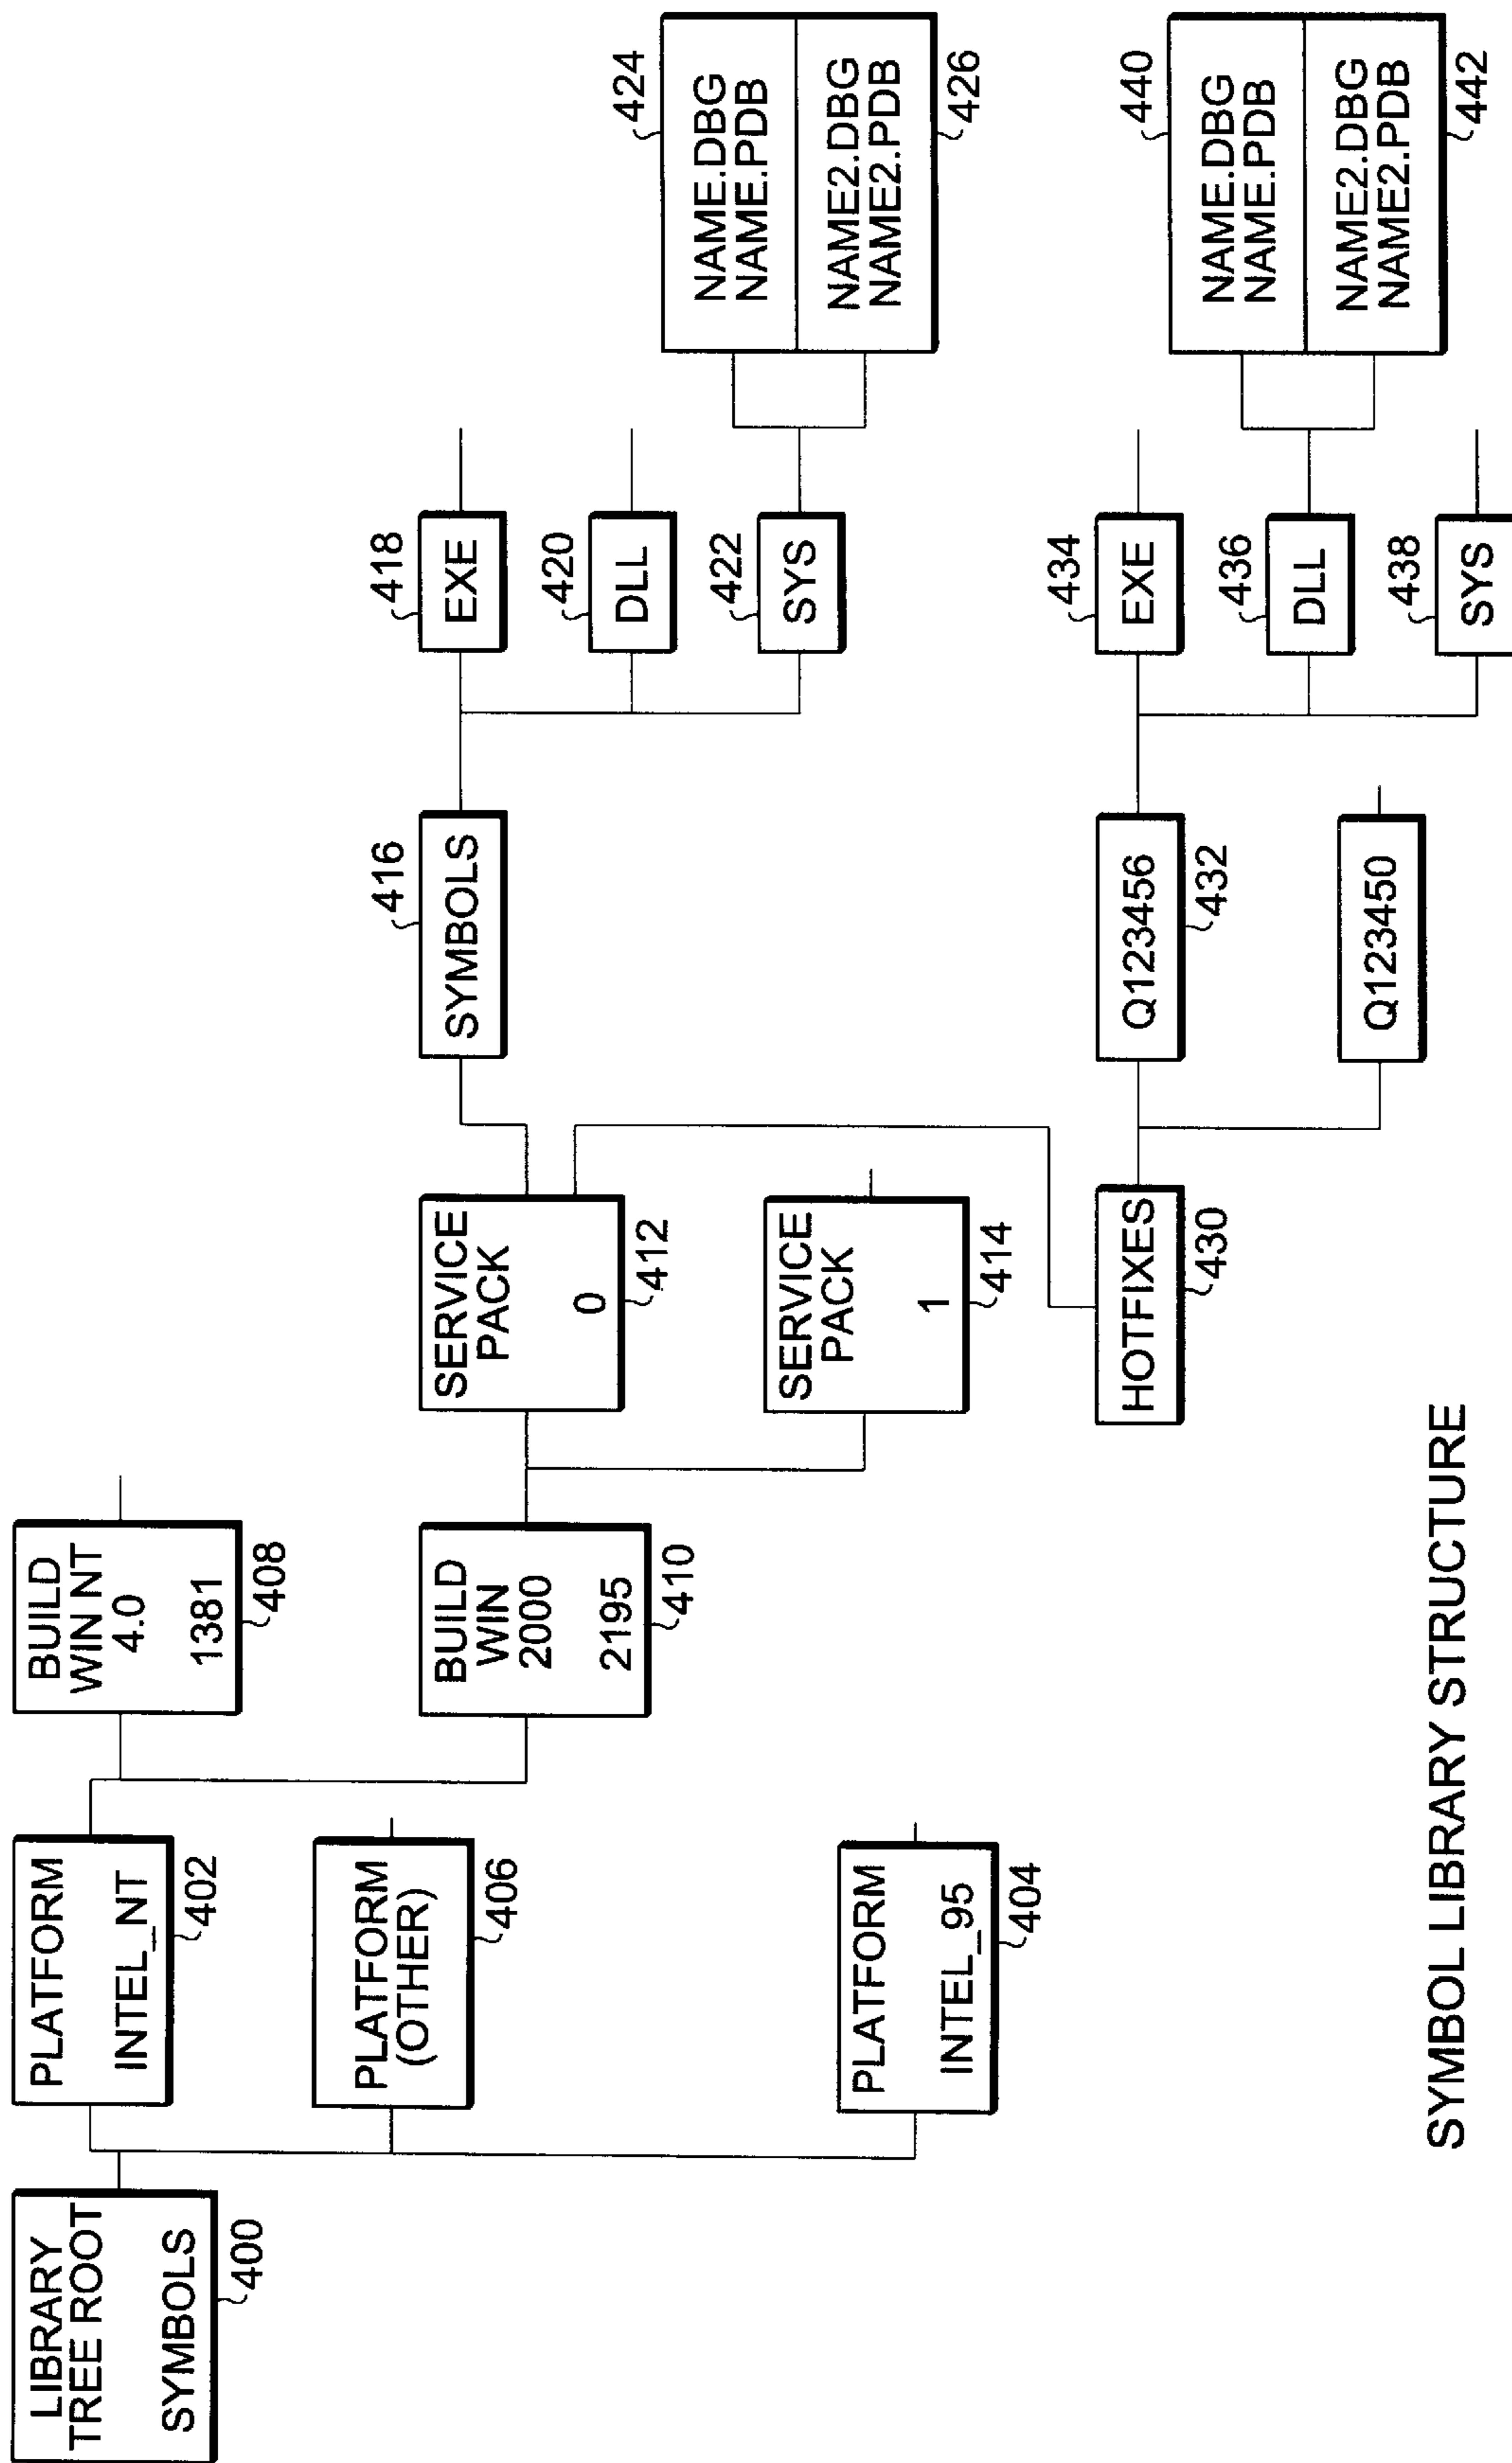 LIBRARY
TREE ROOT
SYMBOLS
400
PLATFORM
INTEL_NT
402
PLATFORM
(OTHER)
406
PLATFORM
INTEL_95
404
BUILD
WIN NT
4.0
1381
408
BUILD
WIN
2000
2195
410
SERVICE
PACK
0
412
SERVICE
PACK
1
414
HOTFIXES
430
416
SYMBOLS
Q123456
432
Q123450
418
EXE
420
DLL
422
SYS
434
EXE
436
DLL
438
SYS
424
NAME.DBG
NAME.PDB
NAME2.DBG
NAME2.PDB
426
440
NAME.DBG
NAME.PDB
NAME2.DBG
NAME2.PDB
442
SYMBOL LIBRARY STRUCTURE